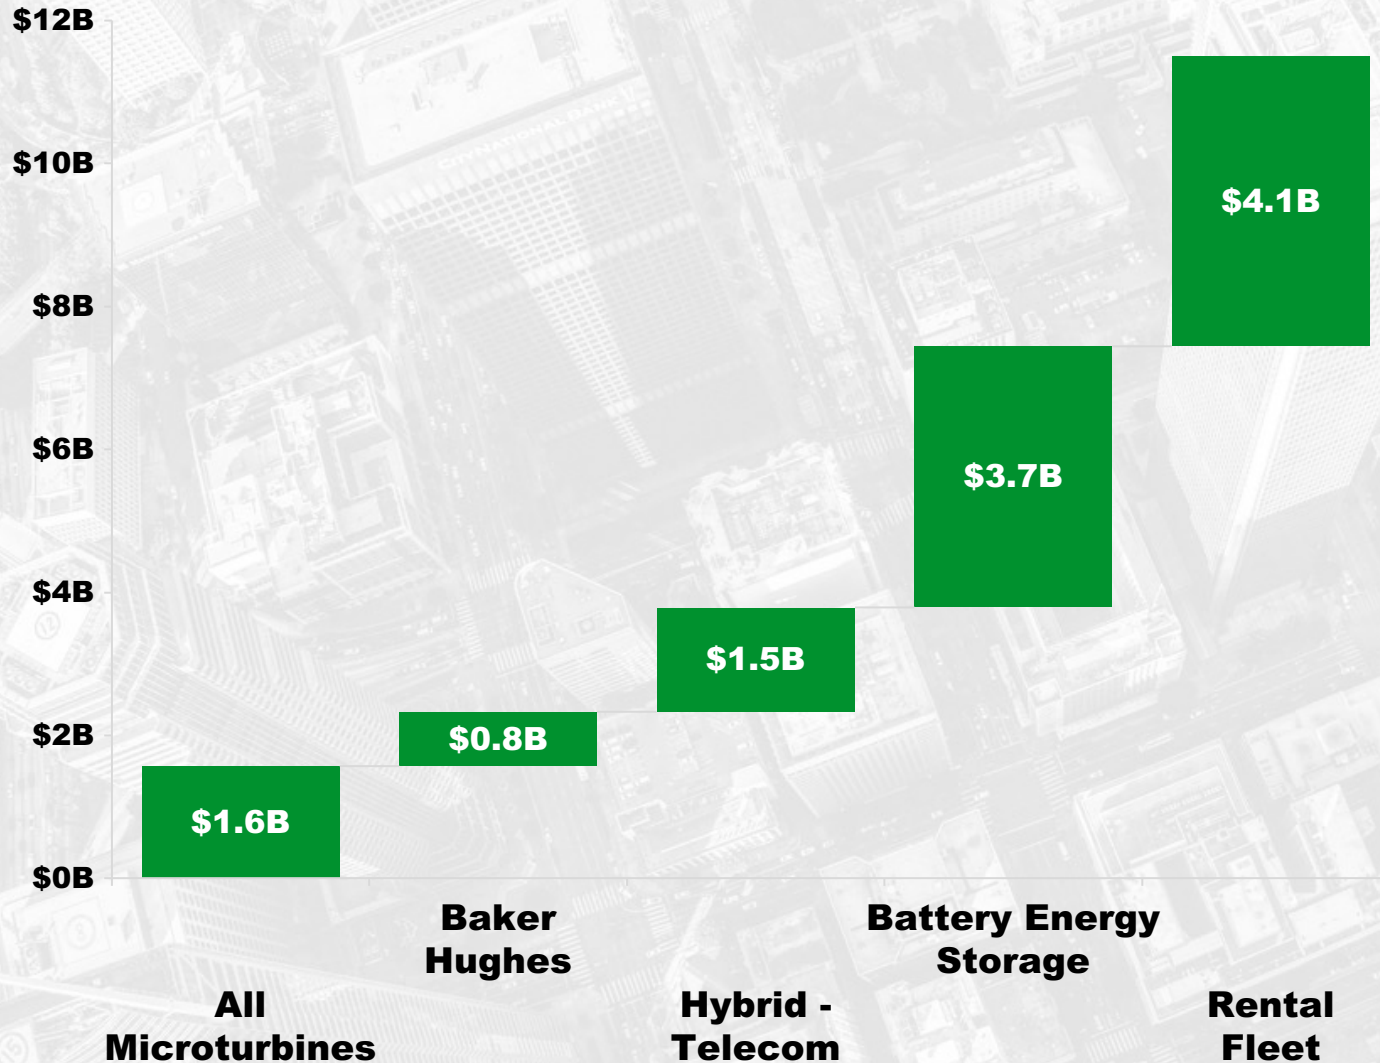 $12B
$10B
$8B
$6B
$4B
$2B
$0B
$1.6B
$0.8B
$1.5B
$3.7B
$4.1B
All
Microturbines
Baker
Hughes
Hybrid -
Telecom
Battery Energy
Storage
Rental
Fleet